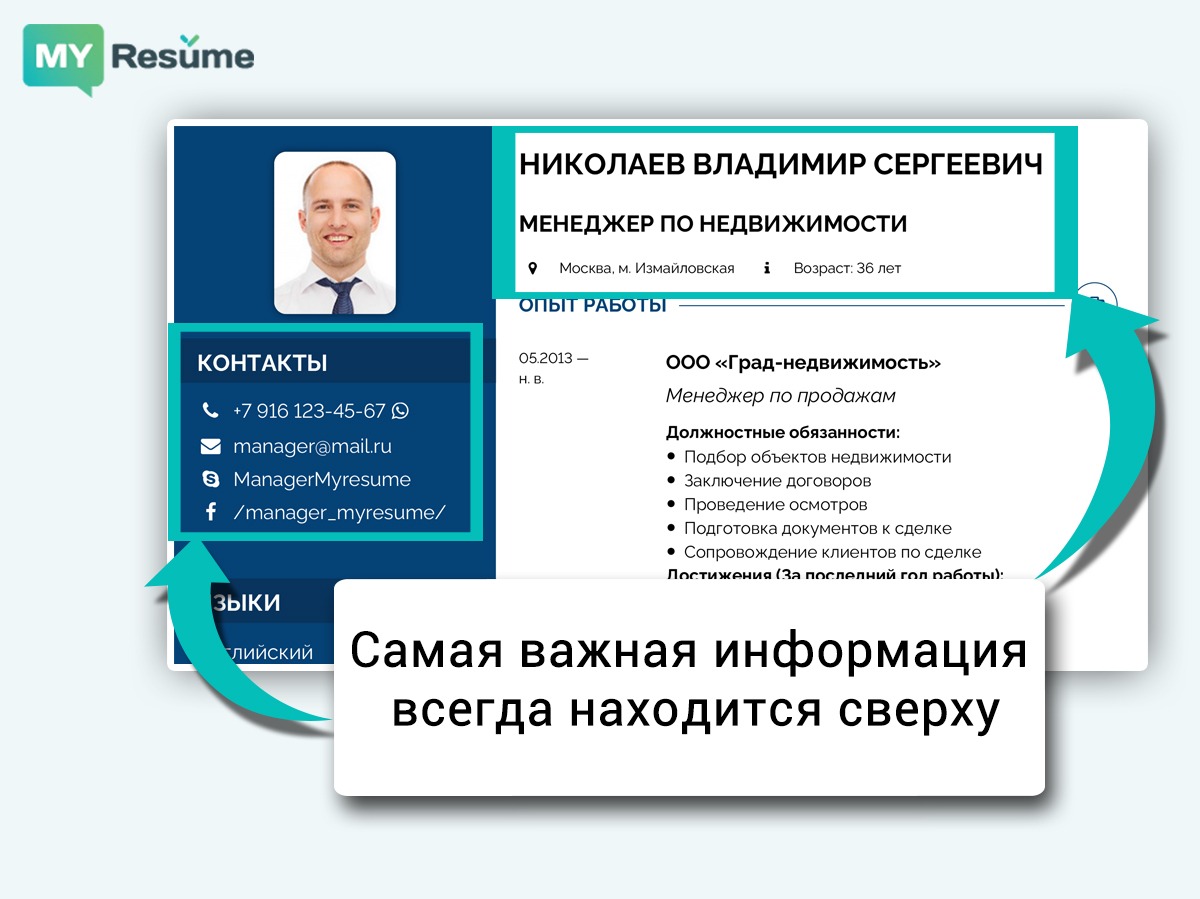 MY Resume
НИКОЛАЕВ ВЛАДИМИР СЕРГЕЕВИЧ
МЕНЕДЖЕР ПО НЕДВИЖИМОСТИ
Москва, м. Измайловская Возраст: 36 лет
КОНТАКТЫ
+7 916 123-45-67
manager@mail.ru
ManagerMyresume
/manager_myresume/
ЗЫКИ
глийский
ОПЫТ РАБОТЫ
05.2013 —
н. в.
ООО «Град-недвижимость»
Менеджер по продажам
Должностные обязанности:
• Подбор объектов недвижимости
• Заключение договоров
• Проведение осмотров
• Подготовка документов к сделке
• Сопровождение клиентов по сделке
Достижения (За последний год работы):
Самая важная информация
всегда находится сверху